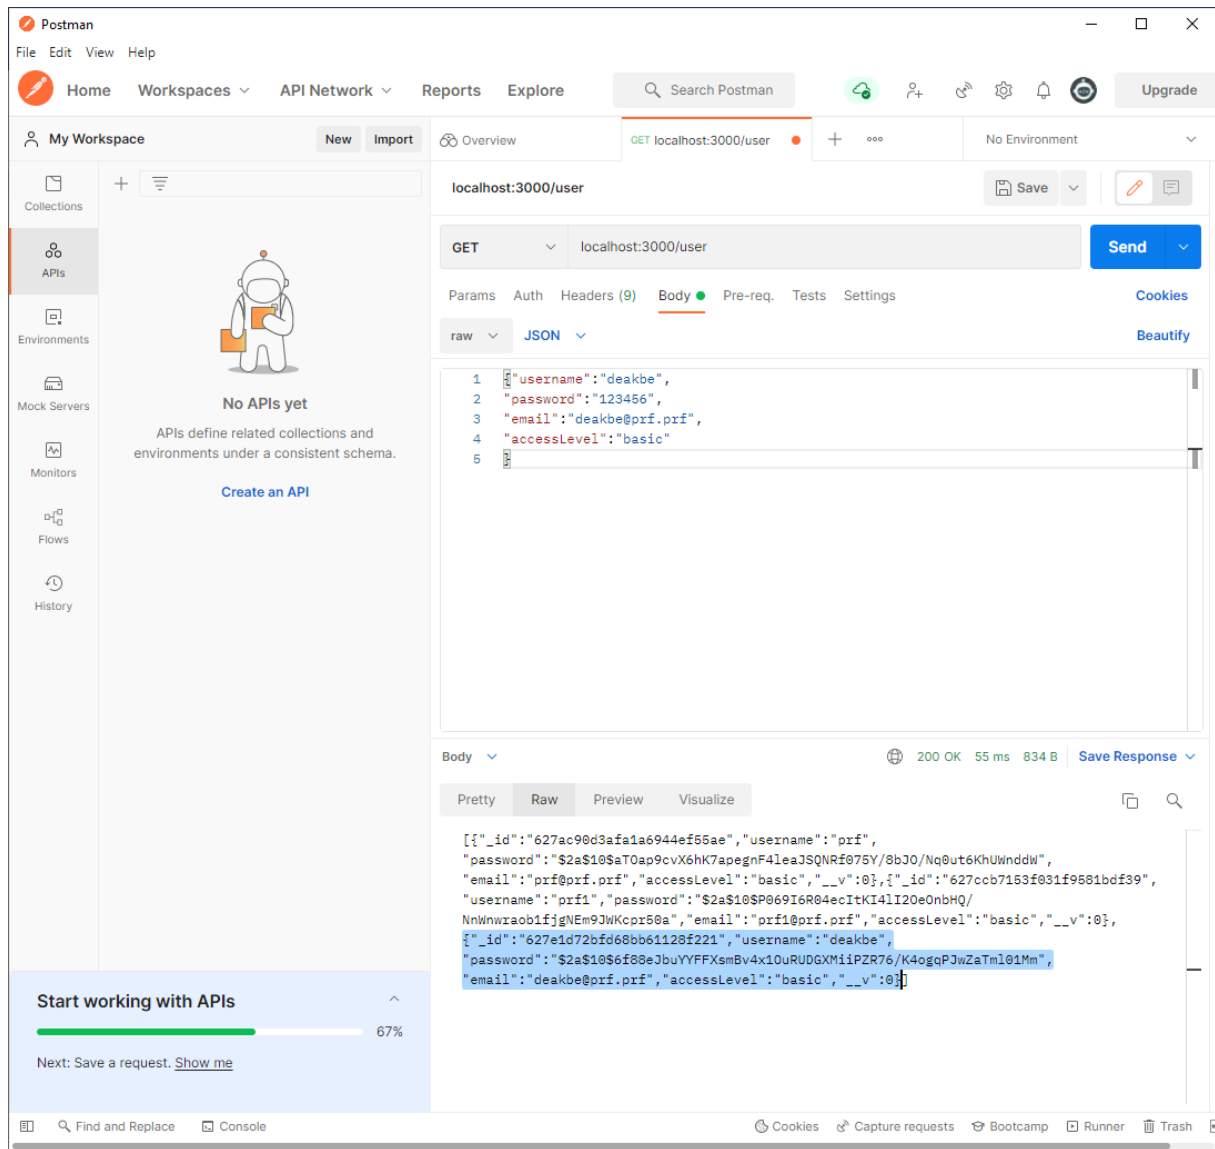 Postman
File Edit View Help
Home Workspaces API Network Reports Explore Search Postman Upgrade
My Workspace New Import
Overview GET localhost:3000/user No Environment
Collections
APIs
Environments
Mock Servers
Monitors
Flows
History
No APIs yet
APIs define related collections and
environments under a consistent schema.
Create an API
localhost:3000/user Save
GET localhost:3000/user Send
Params Auth Headers (9) Body Pre-req. Tests Settings Cookies
raw JSON Beautify
1 {"username":"deakbe",
2 "password":"123456",
3 "email":"deakbe@prf.prf",
4 "accessLevel":"basic"
5 }
Body 200 OK 55 ms 834 B Save Response
Pretty Raw Preview Visualize
[{"_id":"627ac90d3afa1a6944ef55ae","username":"prf",
"password":"$2a$10$aTOap9cvX6hK7apegnF4leaJSQNRf075Y/8bJO/Nq0ut6KhUWnddW",
"email":"prf@prf.prf","accessLevel":"basic","__v":0},{"_id":"627ccb7153f031f9581bdf39",
"username":"prf1","password":"$2a$10$P069I6R04ecItKI4lI2OeOnbHQ/
NnWnwraob1fjgNEm9JWKcpr50a","email":"prf1@prf.prf","accessLevel":"basic","__v":0},
{"_id":"627e1d72bfd68bb61128f221","username":"deakbe",
"password":"$2a$10$6f88eJbuYYFFXsmBv4x1OuRUDGXMiiPZR76/K4ogqPJwZaTml01Mm",
"email":"deakbe@prf.prf","accessLevel":"basic","__v":0}]
Start working with APIs
67%
Next: Save a request. Show me
Find and Replace Console Cookies Capture requests Bootcamp Runner Trash